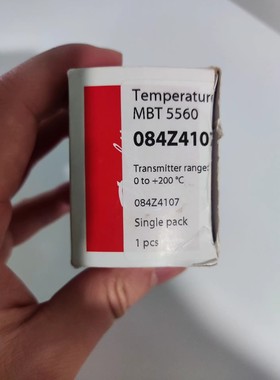 Temperature
MBT 5560
084Z4107
Transmitter range:
0 to +200 °C
084Z4107
Single pack
1 pcs